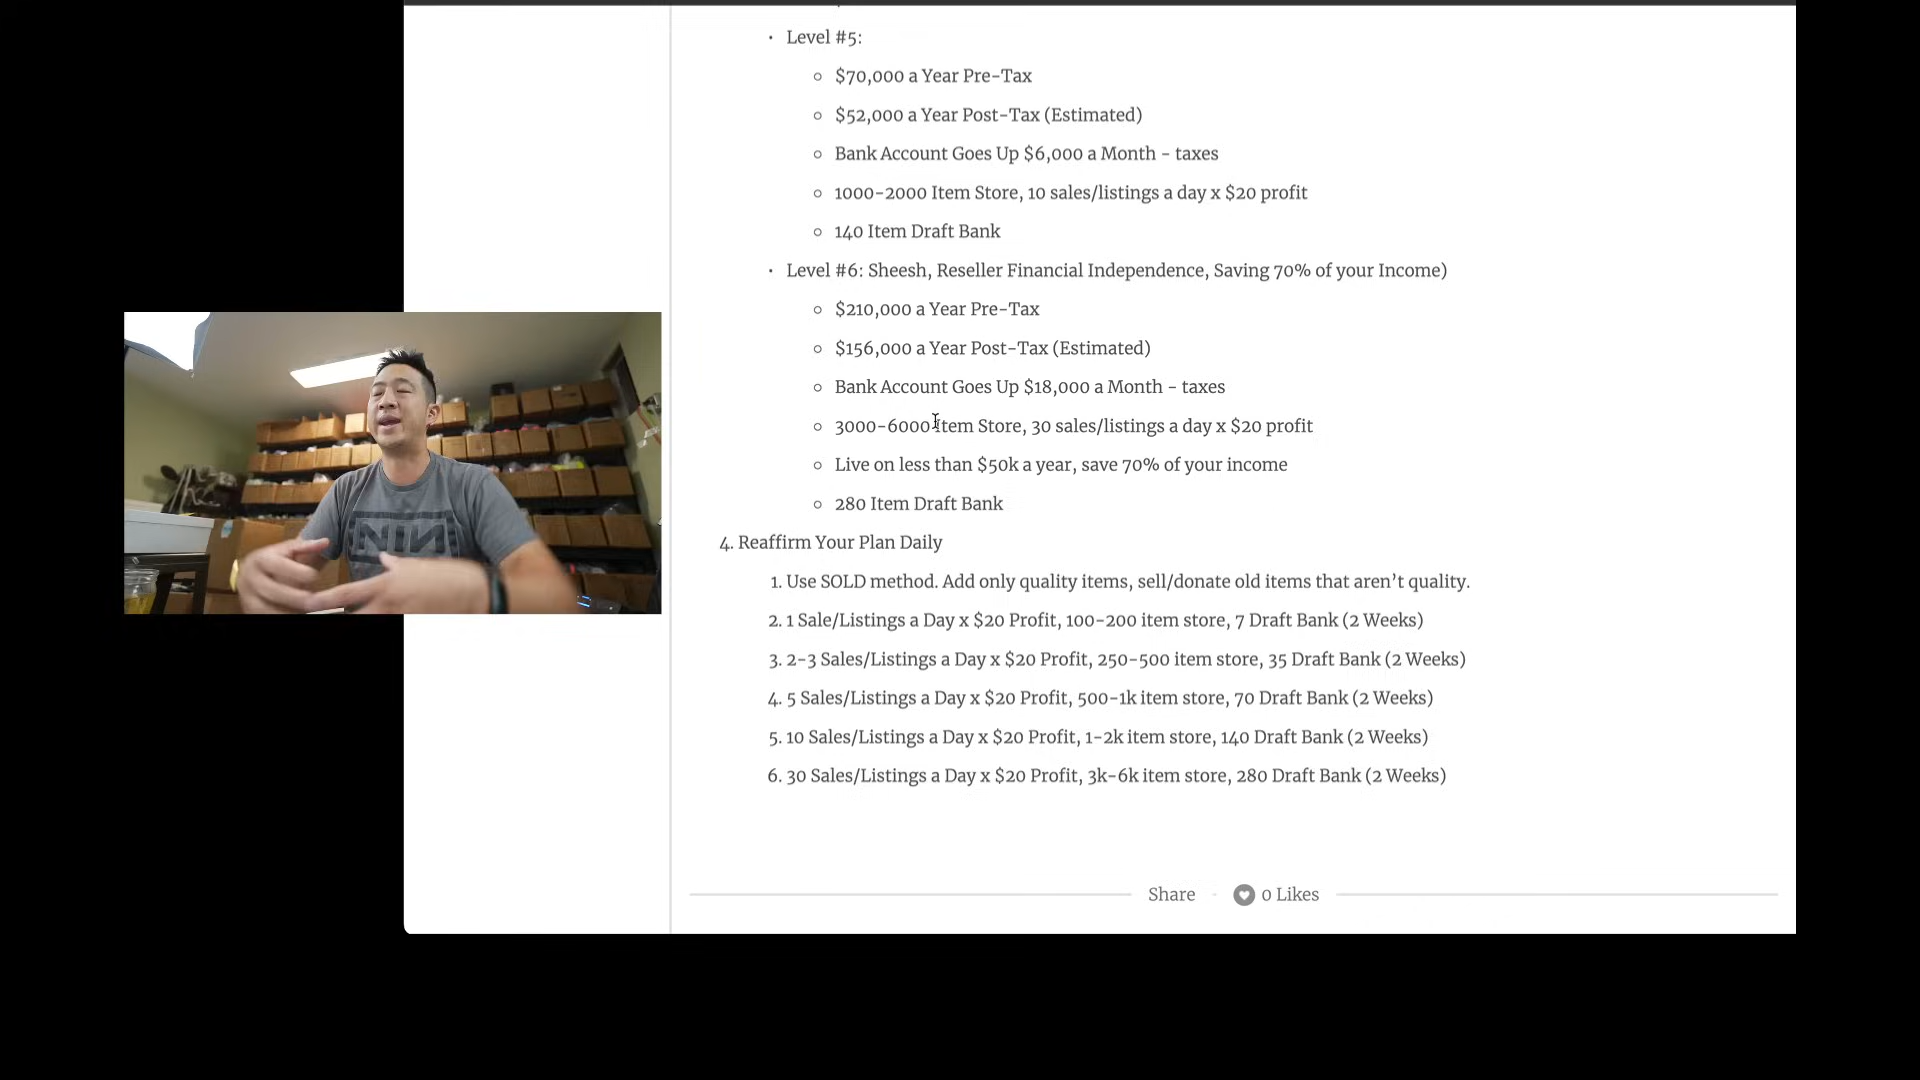 Level #5:
$70,000 a Year Pre-Tax
$52,000 a Year Post-Tax (Estimated)
Bank Account Goes Up $6,000 a Month - taxes
1000-2000 Item Store, 10 sales/listings a day x $20 profit
140 Item Draft Bank
Level #6: Sheesh, Reseller Financial Independence, Saving 70% of your Income)
$210,000 a Year Pre-Tax
$156,000 a Year Post-Tax (Estimated)
Bank Account Goes Up $18,000 a Month - taxes
3000-6000 Item Store, 30 sales/listings a day x $20 profit
Live on less than $50k a year, save 70% of your income
280 Item Draft Bank
4. Reaffirm Your Plan Daily
1. Use SOLD method. Add only quality items, sell/donate old items that aren't quality.
2. 1 Sale/Listings a Day x $20 Profit, 100-200 item store, 7 Draft Bank (2 Weeks)
3. 2-3 Sales/Listings a Day x $20 Profit, 250-500 item store, 35 Draft Bank (2 Weeks)
4. 5 Sales/Listings a Day x $20 Profit, 500-1k item store, 70 Draft Bank (2 Weeks)
5. 10 Sales/Listings a Day x $20 Profit, 1-2k item store, 140 Draft Bank (2 Weeks)
6. 30 Sales/Listings a Day x $20 Profit, 3k-6k item store, 280 Draft Bank (2 Weeks)
Share
0 Likes
NIN